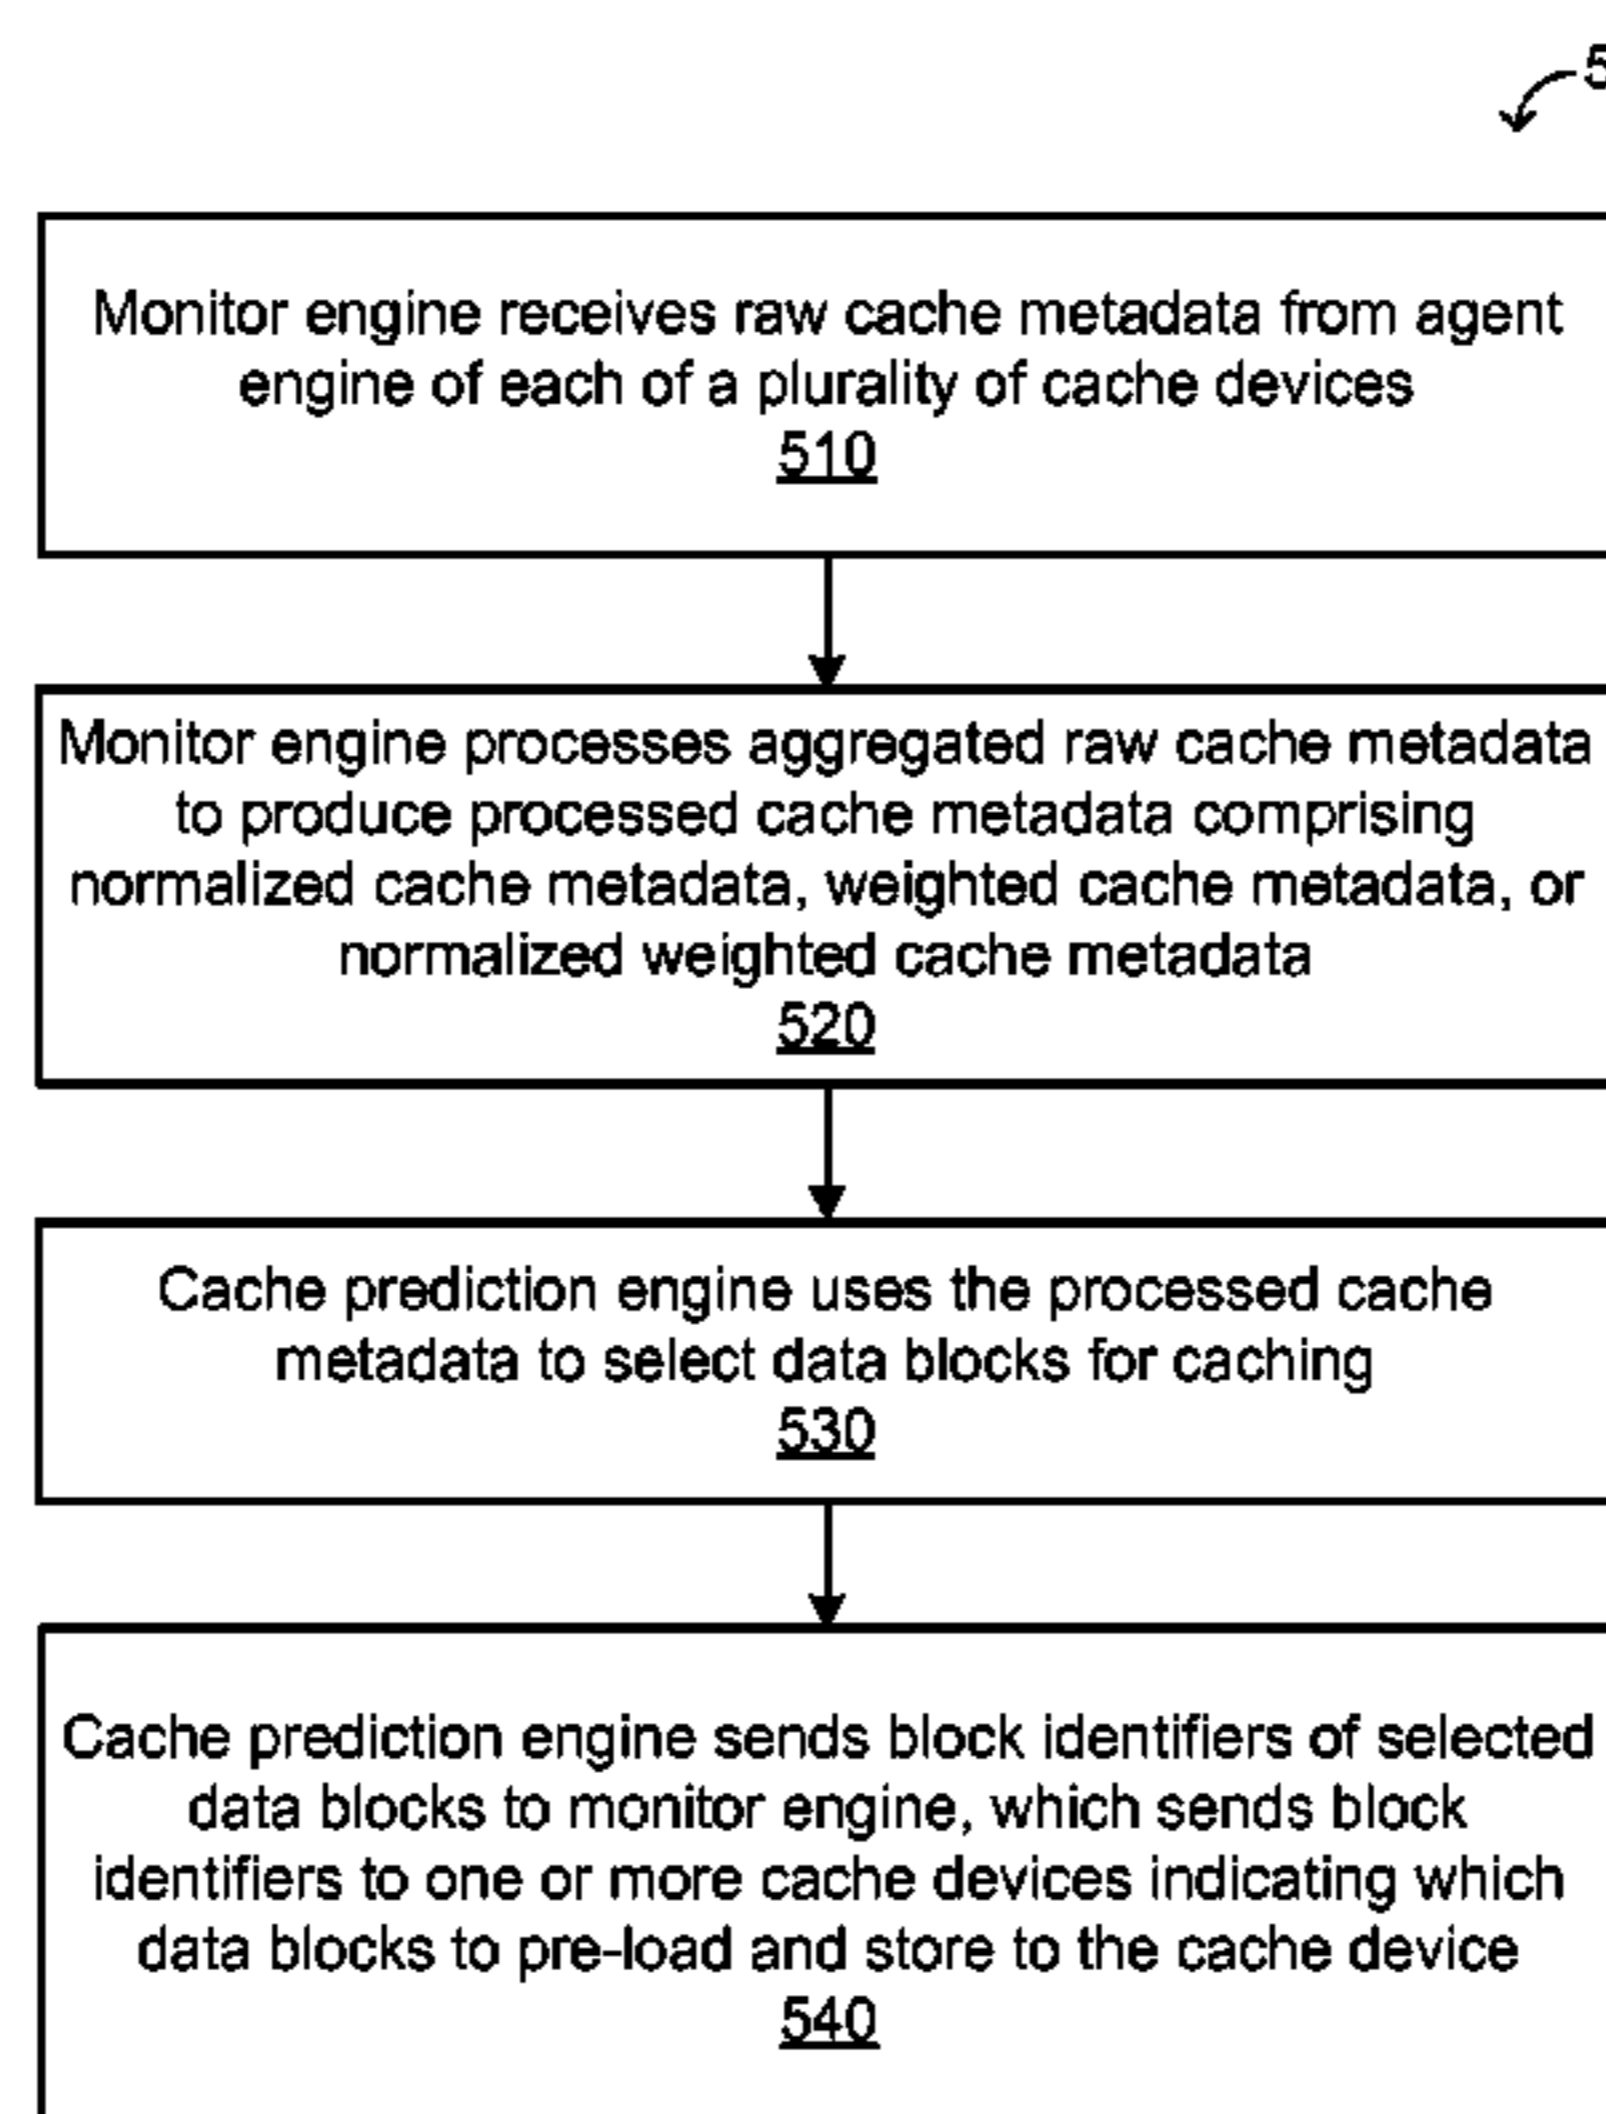 5
Monitor engine receives raw cache metadata from agent
engine of each of a plurality of cache devices
510
Monitor engine processes aggregated raw cache metadata
to produce processed cache metadata comprising
normalized cache metadata, weighted cache metadata, or
normalized weighted cache metadata
520
Cache prediction engine uses the processed cache
metadata to select data blocks for caching
530
Cache prediction engine sends block identifiers of selected
data blocks to monitor engine, which sends block
identifiers to one or more cache devices indicating which
data blocks to pre-load and store to the cache device
540